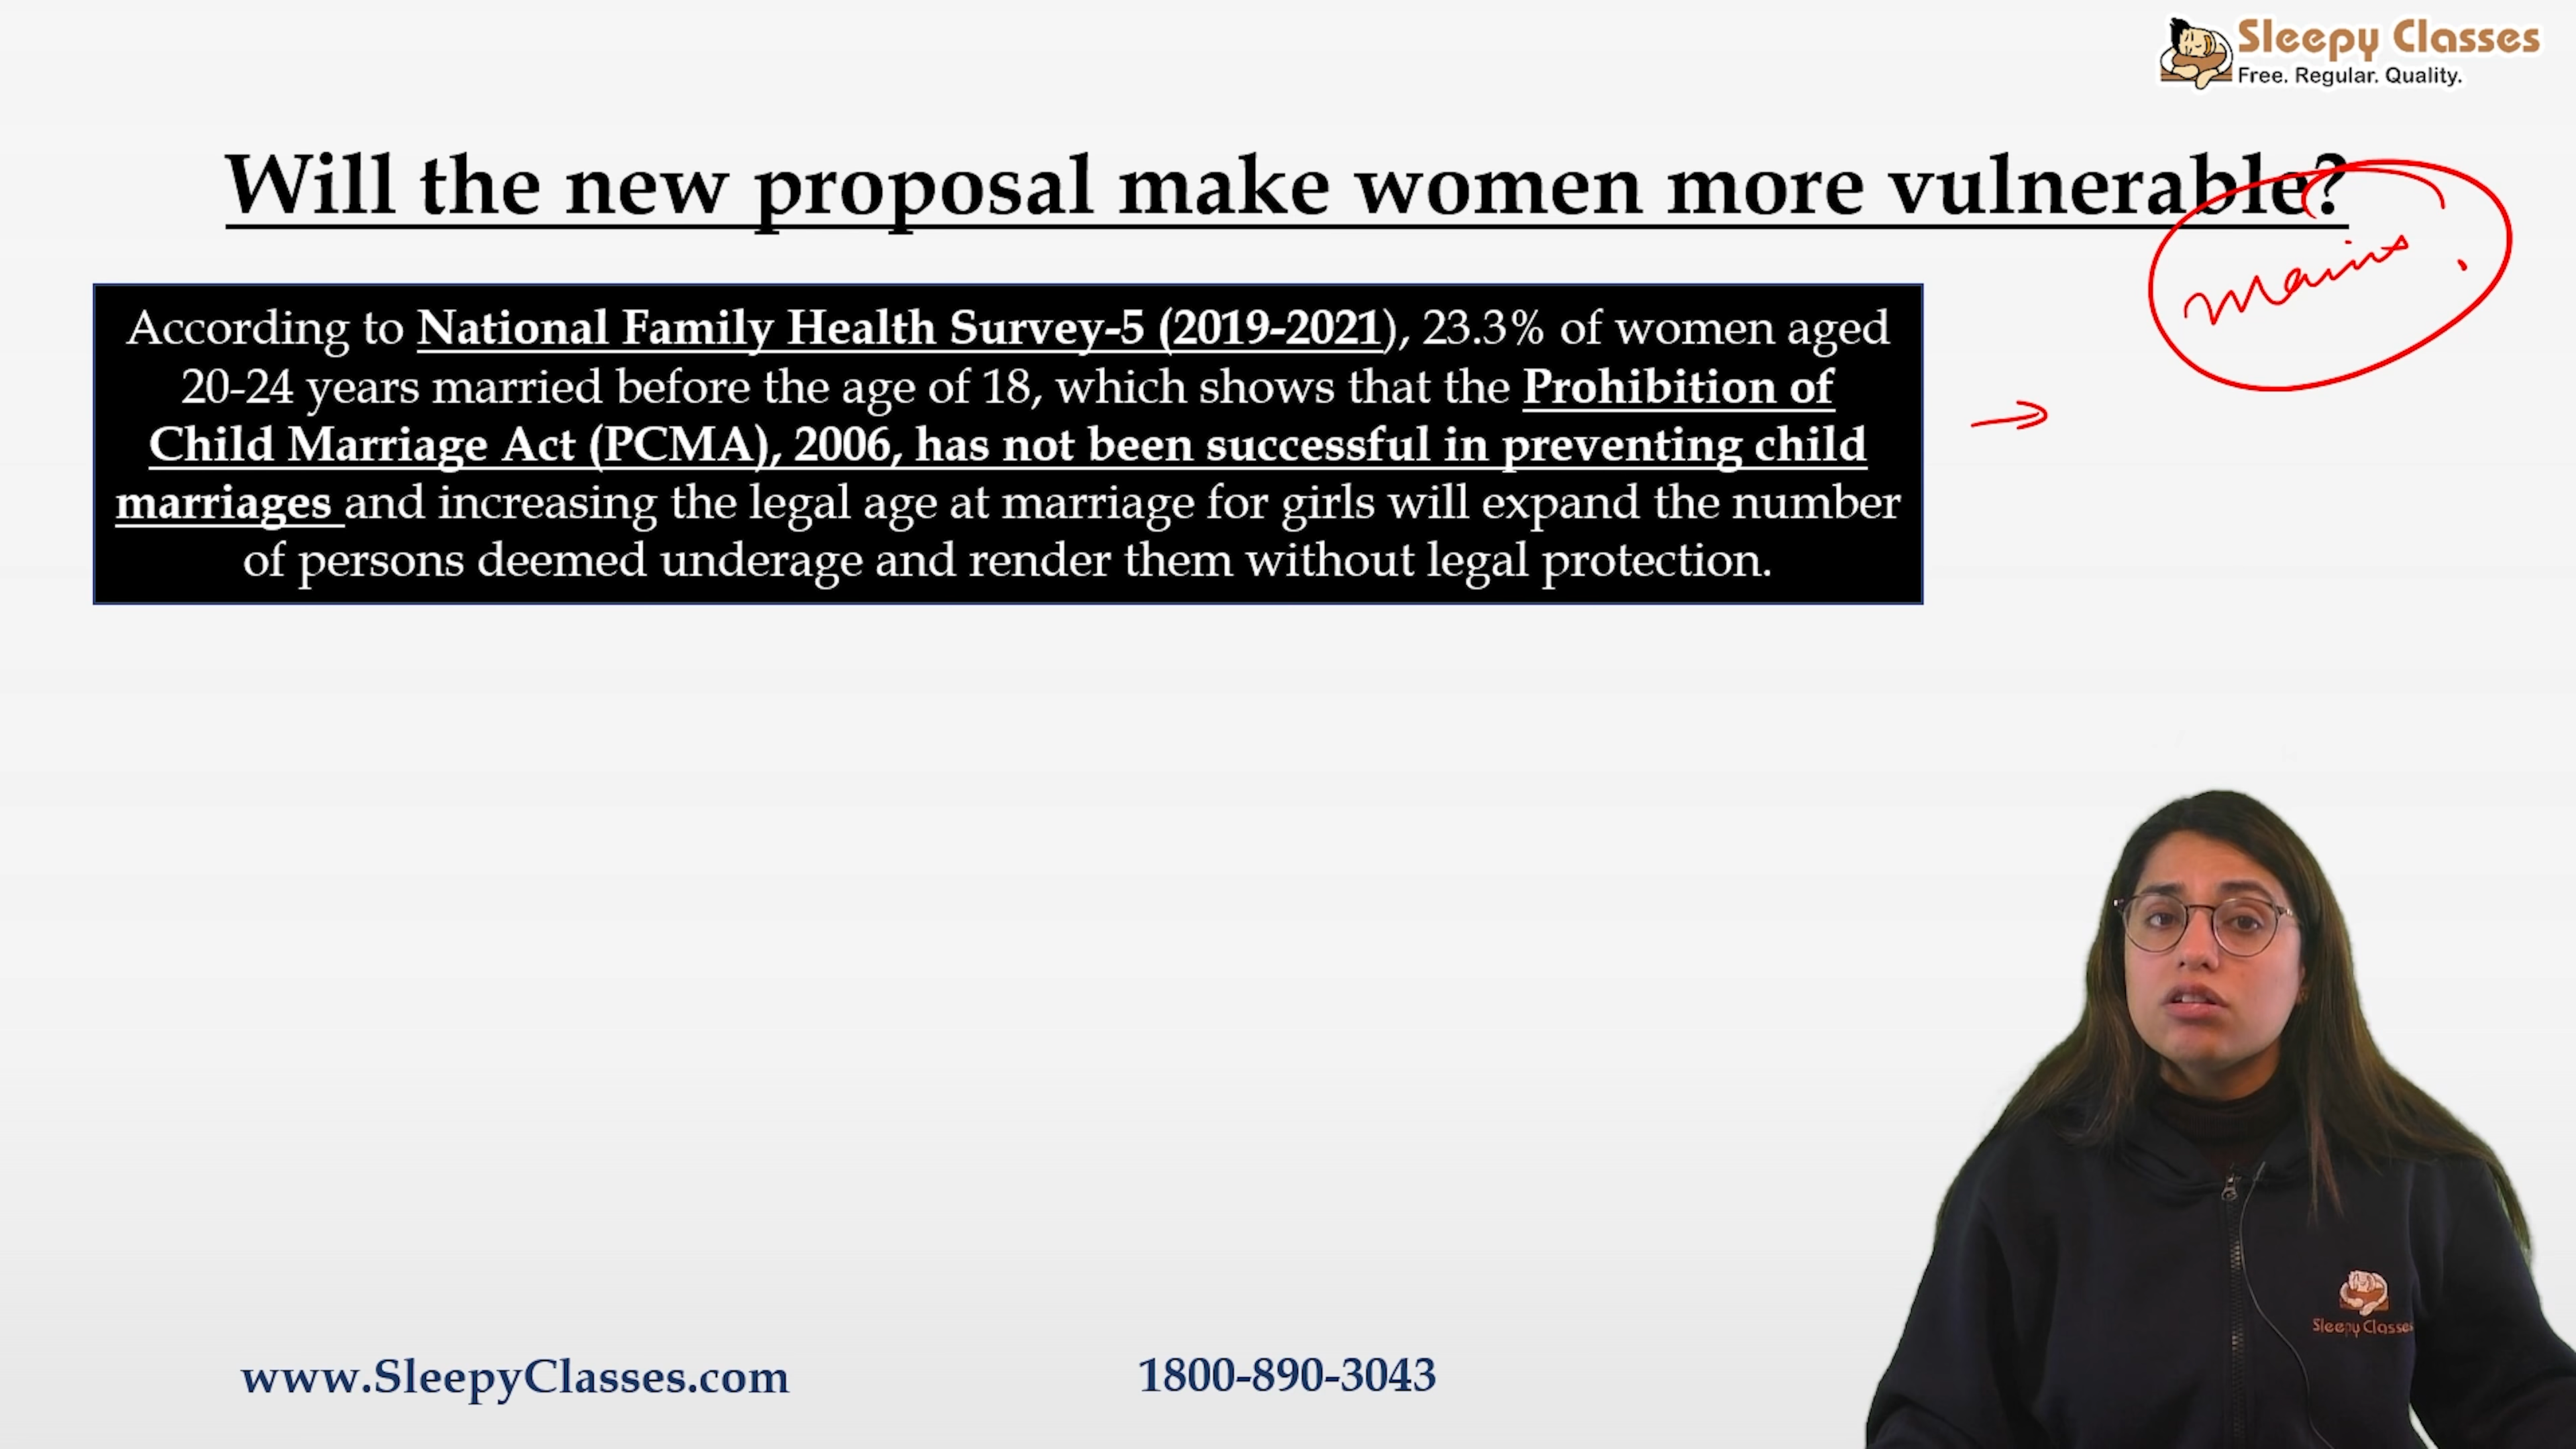 Sleepy Classes
Free. Regular. Quality.
Will the new proposal make women more vulnerable?
Mains
According to National Family Health Survey-5 (2019-2021), 23.3% of women aged
20-24 years married before the age of 18, which shows that the Prohibition of
Child Marriage Act (PCMA), 2006, has not been successful in preventing child
marriages and increasing the legal age at marriage for girls will expand the number
of persons deemed underage and render them without legal protection.
Sleepy Classes
www.SleepyClasses.com
1800-890-3043